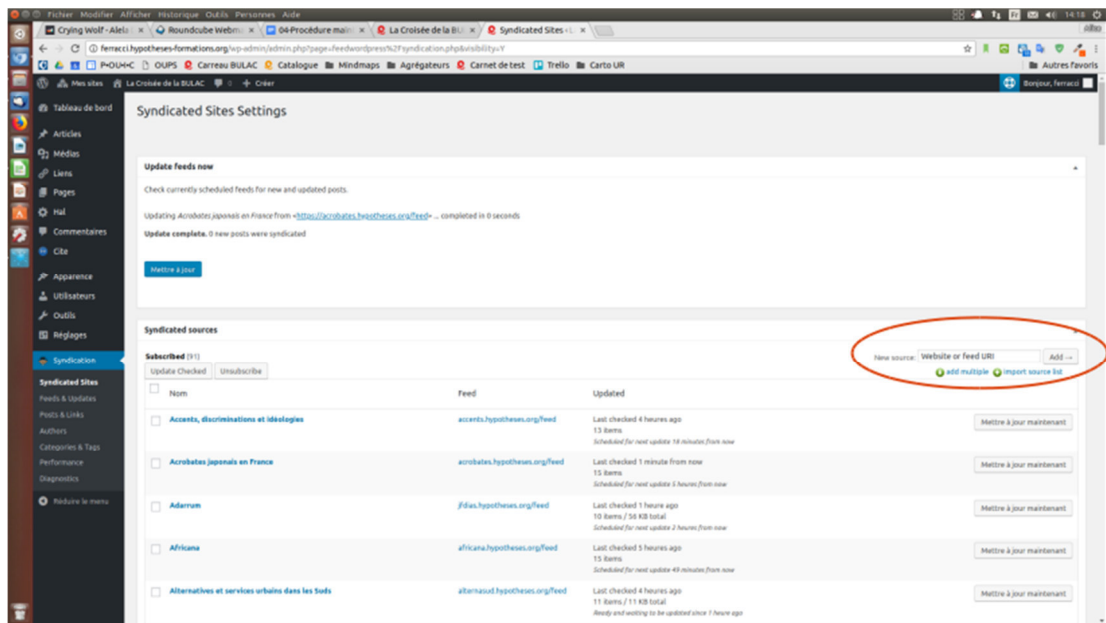 Fichier Modifier Afficher Historique Outils Personnes Aide
Fr
14:18
Crying Wolf - Alela
Roundcube Webm
04-Procédure main
La Croisée de la BU
Syndicated Sites ‹ L
ferracci.hypotheses-formations.org/wp-admin/admin.php?page=feedwordpress%2Fsyndication.php&visibility=Y
P•OU•C
OUPS
Carreau BULAC
Catalogue
Mindmaps
Agrégateurs
Carnet de test
Trello
Carto UR
Autres favoris
Mes sites
La Croisée de la BULAC
0
+ Créer
Bonjour, ferracci
Tableau de bord
Articles
Médias
Liens
Pages
Hal
Commentaires
Cite
Apparence
Utilisateurs
Outils
Réglages
Syndication
Syndicated Sites
Feeds & Updates
Posts & Links
Authors
Categories & Tags
Performance
Diagnostics
Réduire le menu
Syndicated Sites Settings
Update feeds now
Check currently scheduled feeds for new and updated posts.
Updating Acrobates japonais en France from <https://acrobates.hypotheses.org/feed> ... completed in 0 seconds
Update complete. 0 new posts were syndicated
Mettre à jour
Syndicated sources
Subscribed (91)
New source: Website or feed URI Add →
Update Checked Unsubscribe
add multiple import source list
Nom Feed Updated
Accents, discriminations et idéologies accents.hypotheses.org/feed Last checked 4 heures ago Mettre à jour maintenant
13 items
Scheduled for next update 18 minutes from now
Acrobates japonais en France acrobates.hypotheses.org/feed Last checked 1 minute from now Mettre à jour maintenant
15 items
Scheduled for next update 5 heures from now
Adarrum jfdias.hypotheses.org/feed Last checked 1 heure ago Mettre à jour maintenant
10 items / 56 KB total
Scheduled for next update 2 heures from now
Africana africana.hypotheses.org/feed Last checked 5 heures ago Mettre à jour maintenant
15 items
Scheduled for next update 49 minutes from now
Alternatives et services urbains dans les Suds alternasud.hypotheses.org/feed Last checked 4 heures ago Mettre à jour maintenant
11 items / 11 KB total
Ready and waiting to be updated since 1 heure ago